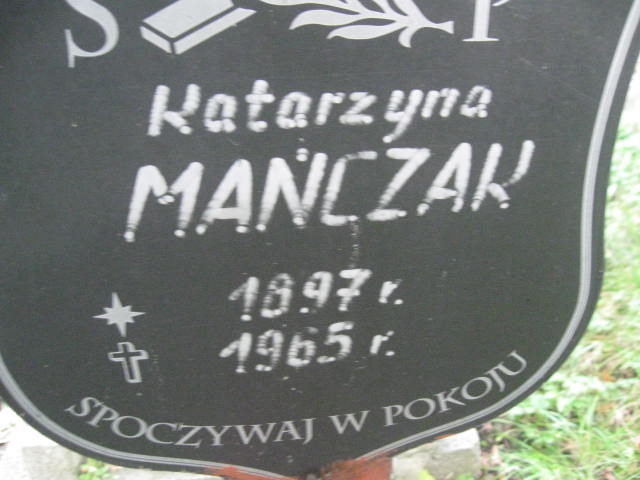 S P
Katarzyna
MAŃCZAK
1897 r.
1965 r.
SPOCZYWAJ W POKOJU